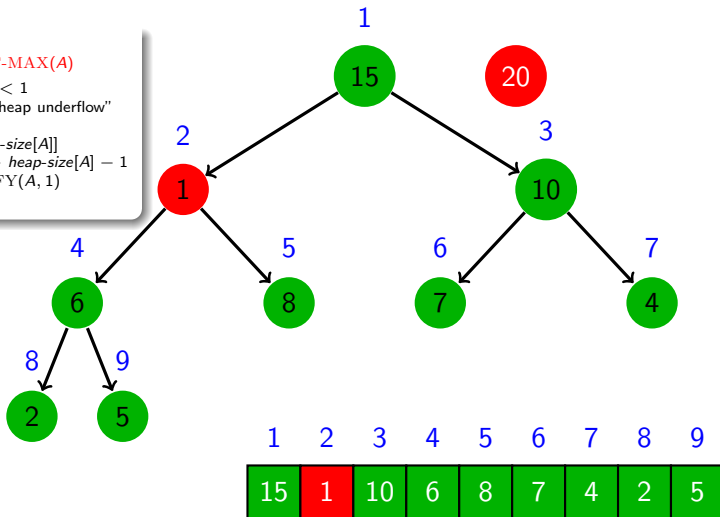 -MAX(A)
< 1
heap underflow"
-size[A]]
heap-size[A] − 1
(A, 1)
1
15
20
2
3
1
10
4
5
6
7
6
8
7
4
8
9
2
5
1 2 3 4 5 6 7 8 9
15 1 10 6 8 7 4 2 5